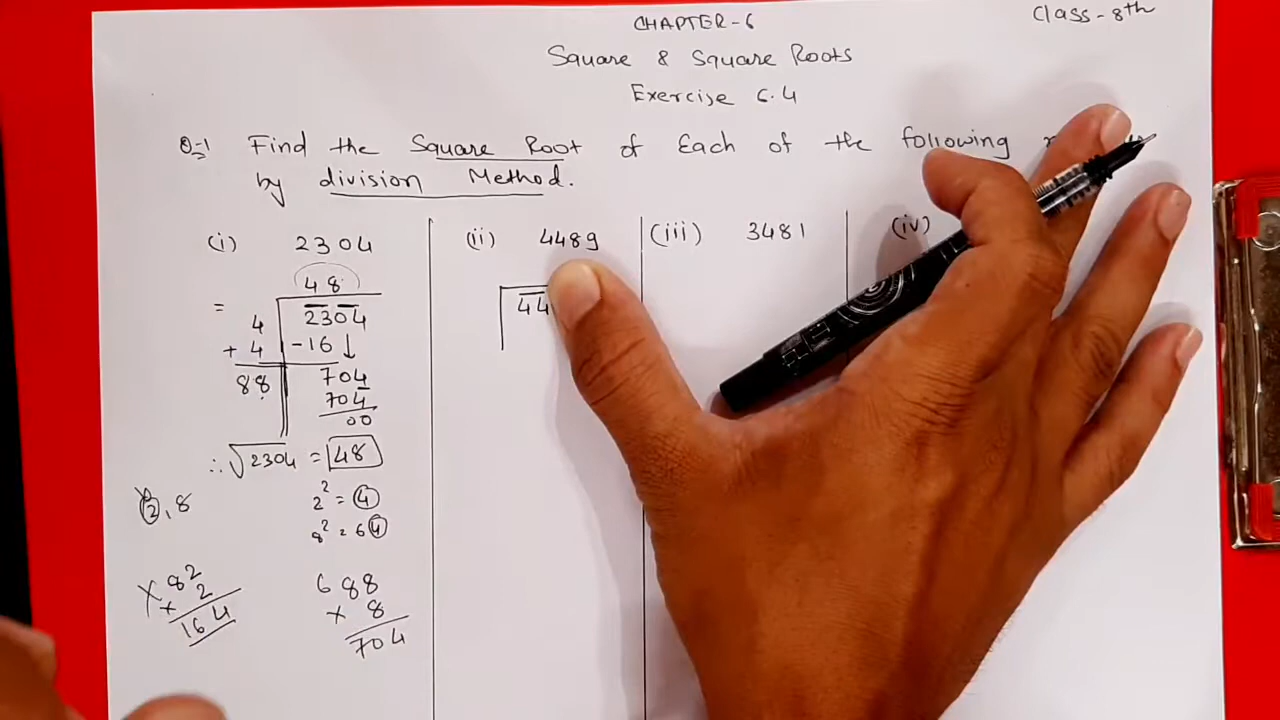 CHAPTER-6
Class-8th
Square & Square Roots
Exercise 6.4
Q=1 Find the Square Root of Each of the following
by division Method.
(i) 2304
(ii) 4489
(iii) 3481
(iv)
48
=
4
2304
+ 4
-16 ↓
88
704
704
00
∴ √2304 = 48
2, 8
2² = 4
8² = 64
82
× 2
164
688
× 8
704
44